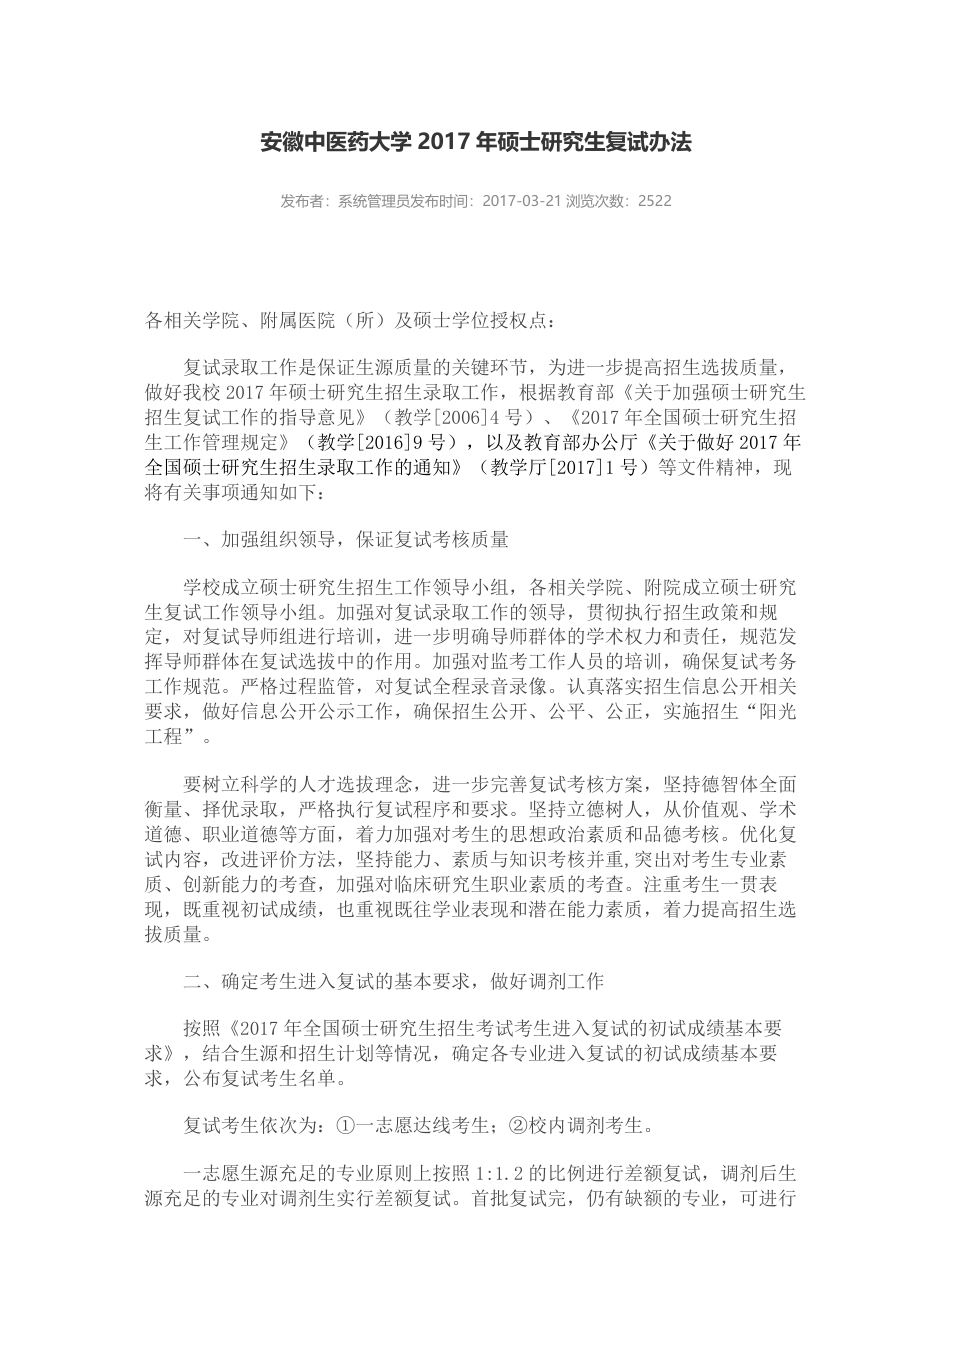 安徽中医药大学 2017 年硕士研究生复试办法
发布者：系统管理员发布时间：2017-03-21 浏览次数：2522
各相关学院、附属医院（所）及硕士学位授权点：
复试录取工作是保证生源质量的关键环节，为进一步提高招生选拔质量，
做好我校 2017 年硕士研究生招生录取工作，根据教育部《关于加强硕士研究生
招生复试工作的指导意见》（教学[2006]4 号）、《2017 年全国硕士研究生招
生工作管理规定》（教学[2016]9 号），以及教育部办公厅《关于做好 2017 年
全国硕士研究生招生录取工作的通知》（教学厅[2017]1 号）等文件精神，现
将有关事项通知如下：
一、加强组织领导，保证复试考核质量
学校成立硕士研究生招生工作领导小组，各相关学院、附院成立硕士研究
生复试工作领导小组。加强对复试录取工作的领导，贯彻执行招生政策和规
定，对复试导师组进行培训，进一步明确导师群体的学术权力和责任，规范发
挥导师群体在复试选拔中的作用。加强对监考工作人员的培训，确保复试考务
工作规范。严格过程监管，对复试全程录音录像。认真落实招生信息公开相关
要求，做好信息公开公示工作，确保招生公开、公平、公正，实施招生“阳光
工程”。
要树立科学的人才选拔理念，进一步完善复试考核方案，坚持德智体全面
衡量、择优录取，严格执行复试程序和要求。坚持立德树人，从价值观、学术
道德、职业道德等方面，着力加强对考生的思想政治素质和品德考核。优化复
试内容，改进评价方法，坚持能力、素质与知识考核并重,突出对考生专业素
质、创新能力的考查，加强对临床研究生职业素质的考查。注重考生一贯表
现，既重视初试成绩，也重视既往学业表现和潜在能力素质，着力提高招生选
拔质量。
二、确定考生进入复试的基本要求，做好调剂工作
按照《2017 年全国硕士研究生招生考试考生进入复试的初试成绩基本要
求》，结合生源和招生计划等情况，确定各专业进入复试的初试成绩基本要
求，公布复试考生名单。
复试考生依次为：①一志愿达线考生；②校内调剂考生。
一志愿生源充足的专业原则上按照 1:1.2 的比例进行差额复试，调剂后生
源充足的专业对调剂生实行差额复试。首批复试完，仍有缺额的专业，可进行